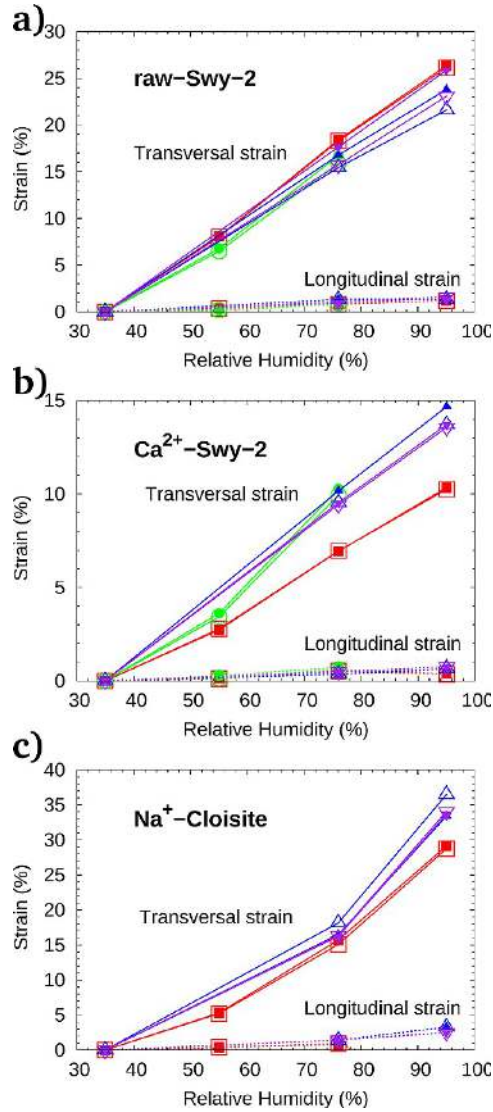 a)
30
25
20
15
10
5
0
Strain (%)
raw−Swy−2
Transversal strain
Longitudinal strain
30 40 50 60 70 80 90 100
Relative Humidity (%)
b)
15
10
5
0
Strain (%)
Ca²⁺−Swy−2
Transversal strain
Longitudinal strain
30 40 50 60 70 80 90 100
Relative Humidity (%)
c)
40
35
30
25
20
15
10
5
0
Strain (%)
Na⁺−Cloisite
Transversal strain
Longitudinal strain
30 40 50 60 70 80 90 100
Relative Humidity (%)